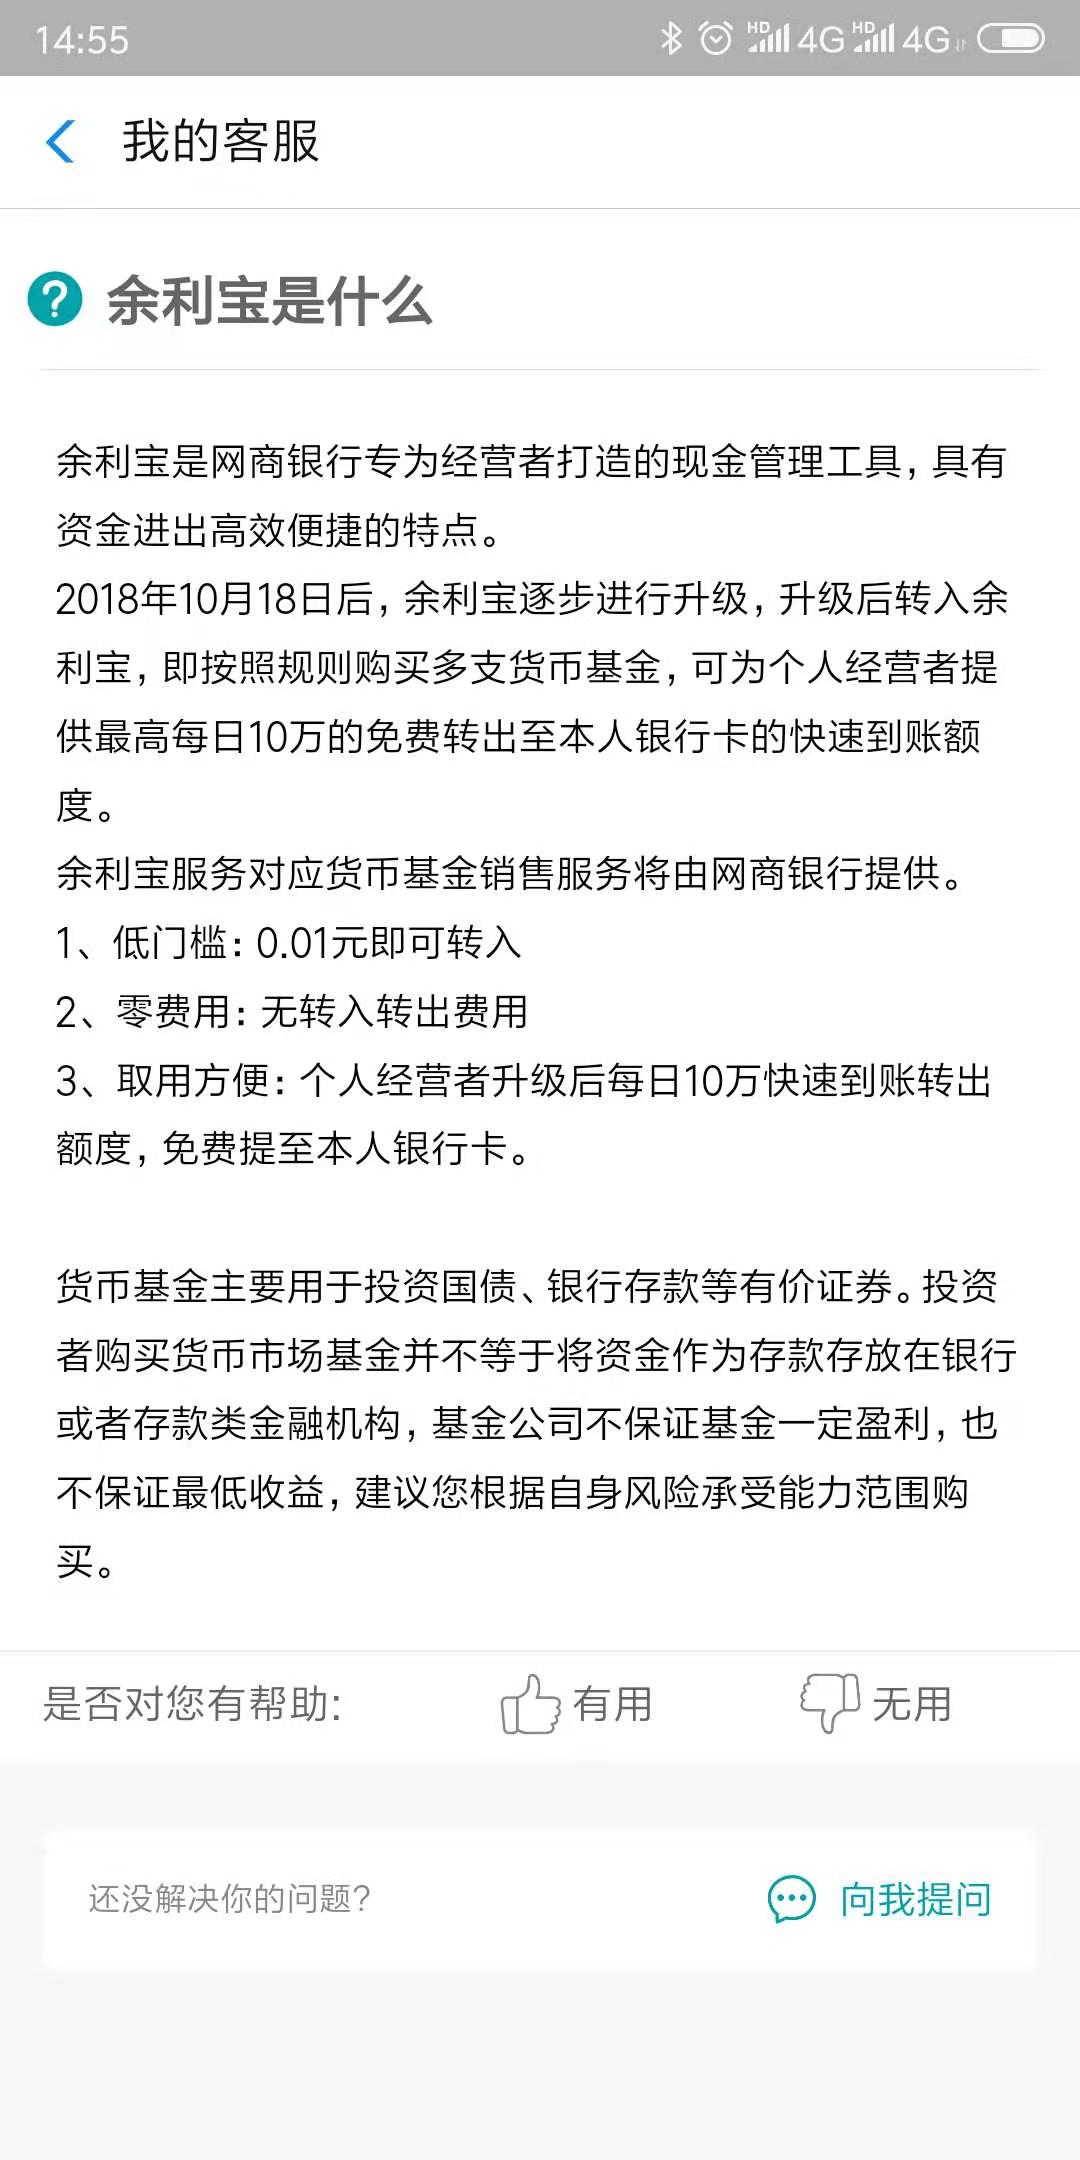 14:55
HD 4G HD 4G
我的客服
余利宝是什么
余利宝是网商银行专为经营者打造的现金管理工具，具有
资金进出高效便捷的特点。
2018年10月18日后，余利宝逐步进行升级，升级后转入余
利宝，即按照规则购买多支货币基金，可为个人经营者提
供最高每日10万的免费转出至本人银行卡的快速到账额
度。
余利宝服务对应货币基金销售服务将由网商银行提供。
1、低门槛：0.01元即可转入
2、零费用：无转入转出费用
3、取用方便：个人经营者升级后每日10万快速到账转出
额度，免费提至本人银行卡。
货币基金主要用于投资国债、银行存款等有价证券。投资
者购买货币市场基金并不等于将资金作为存款存放在银行
或者存款类金融机构，基金公司不保证基金一定盈利，也
不保证最低收益，建议您根据自身风险承受能力范围购
买。
是否对您有帮助: 有用 无用
还没解决你的问题? 向我提问